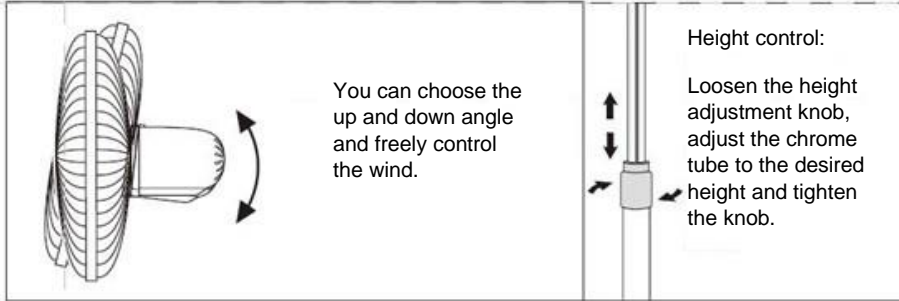 You can choose the
up and down angle
and freely control
the wind.
Height control:
Loosen the height
adjustment knob,
adjust the chrome
tube to the desired
height and tighten
the knob.